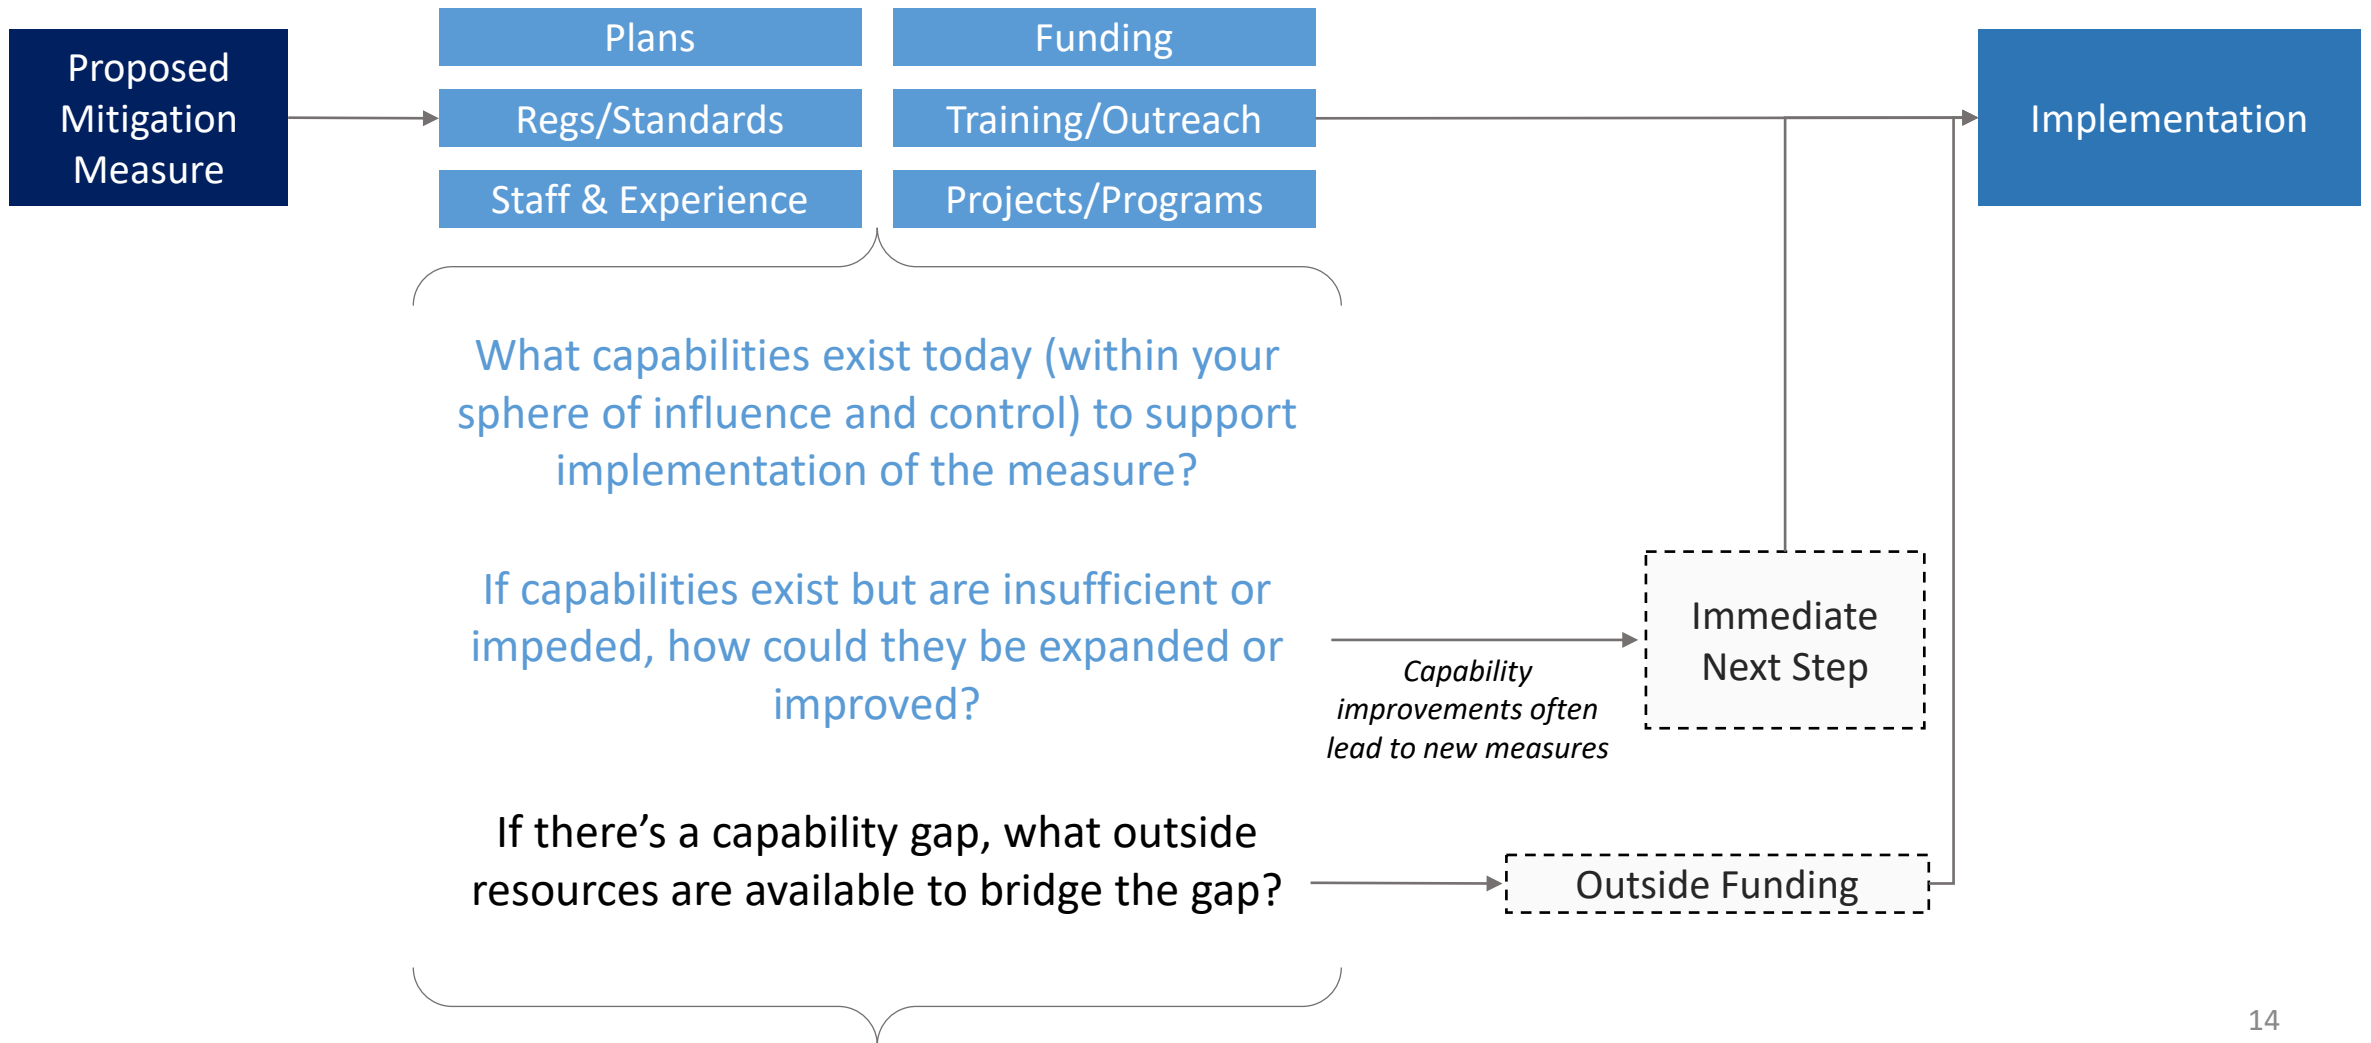 Proposed
Mitigation
Measure
Plans
Funding
Regs/Standards
Training/Outreach
Staff & Experience
Projects/Programs
Implementation
What capabilities exist today (within your
sphere of influence and control) to support
implementation of the measure?
If capabilities exist but are insufficient or
impeded, how could they be expanded or
improved?
Capability
improvements often
lead to new measures
Immediate
Next Step
If there’s a capability gap, what outside
resources are available to bridge the gap?
Outside Funding
14